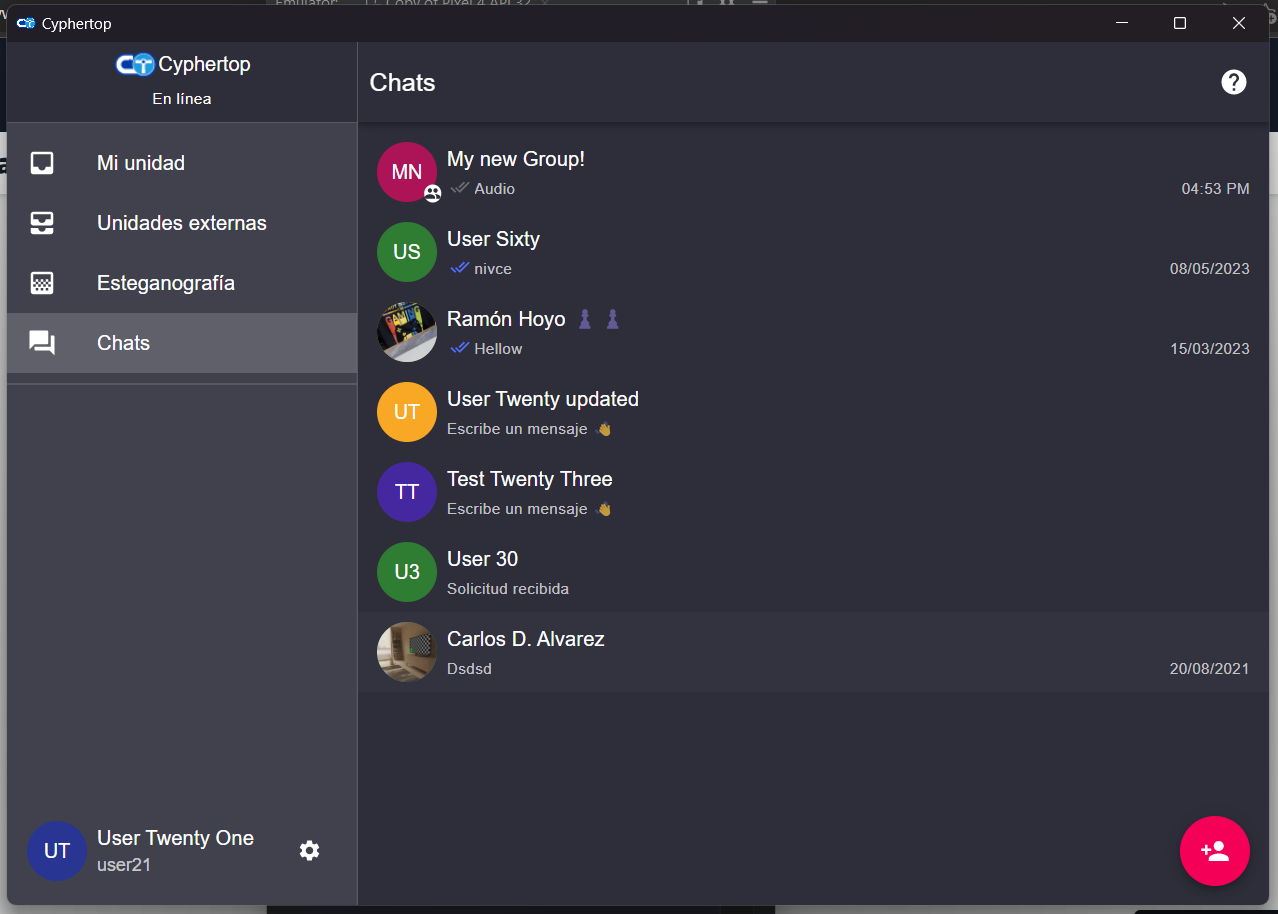 Cyphertop
Cyphertop
En línea
Mi unidad
Unidades externas
Esteganografía
Chats
UT
User Twenty One
user21
Chats
MN
My new Group!
Audio
04:53 PM
US
User Sixty
nivce
08/05/2023
GAMING
Ramón Hoyo
Hellow
15/03/2023
UT
User Twenty updated
Escribe un mensaje 👋
TT
Test Twenty Three
Escribe un mensaje 👋
U3
User 30
Solicitud recibida
Carlos D. Alvarez
Dsdsd
20/08/2021